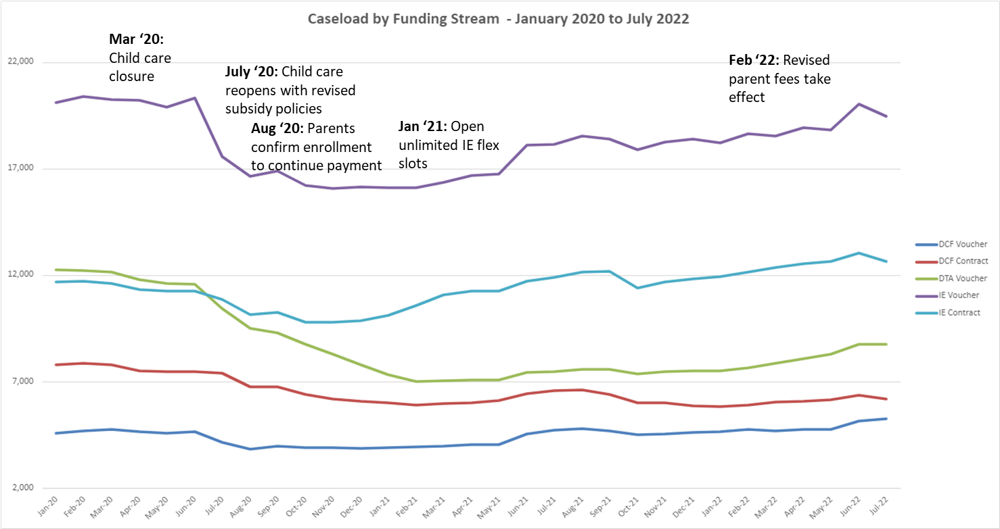 Caseload by Funding Stream - January 2020 to July 2022
Mar ‘20:
Child care
closure
July ‘20: Child care
reopens with revised
subsidy policies
Aug ‘20: Parents
confirm enrollment
to continue payment
Jan ‘21: Open
unlimited IE flex
slots
Feb ‘22: Revised
parent fees take
effect
22,000
17,000
12,000
7,000
2,000
DCF Voucher
DCF Contract
DTA Voucher
IE Voucher
IE Contract
Jan-20
Feb-20
Mar-20
Apr-20
May-20
Jun-20
Jul-20
Aug-20
Sep-20
Oct-20
Nov-20
Dec-20
Jan-21
Feb-21
Mar-21
Apr-21
May-21
Jun-21
Jul-21
Aug-21
Sep-21
Oct-21
Nov-21
Dec-21
Jan-22
Feb-22
Mar-22
Apr-22
May-22
Jun-22
Jul-22